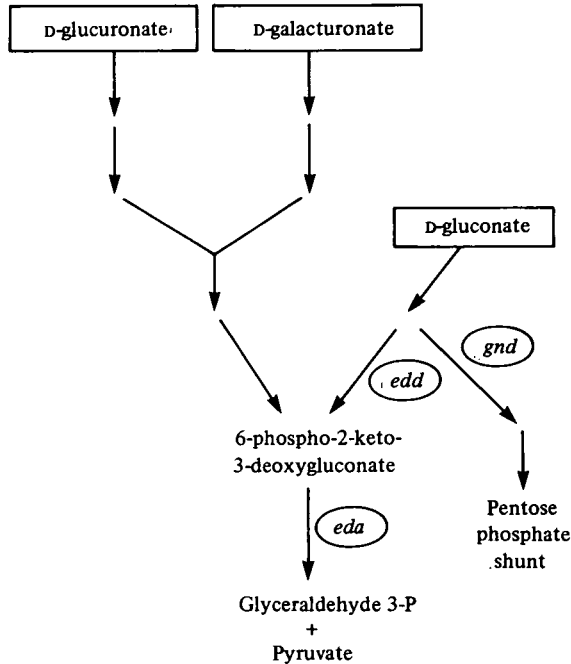 D-glucuronate
D-galacturonate
D-gluconate
gnd
edd
6-phospho-2-keto-
3-deoxygluconate
eda
Pentose
phosphate
shunt
Glyceraldehyde 3-P
+
Pyruvate